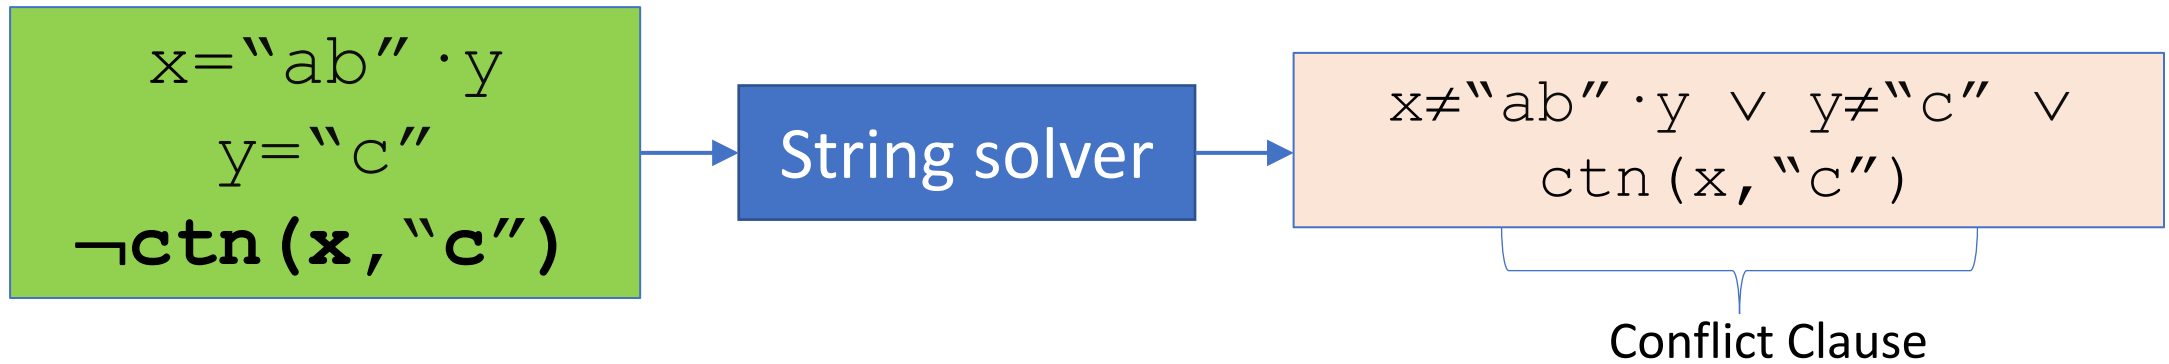 x=“ab”·y
y=“c”
¬ctn(x,“c”)
String solver
x≠“ab”·y ∨ y≠“c” ∨
ctn(x,“c”)
Conflict Clause